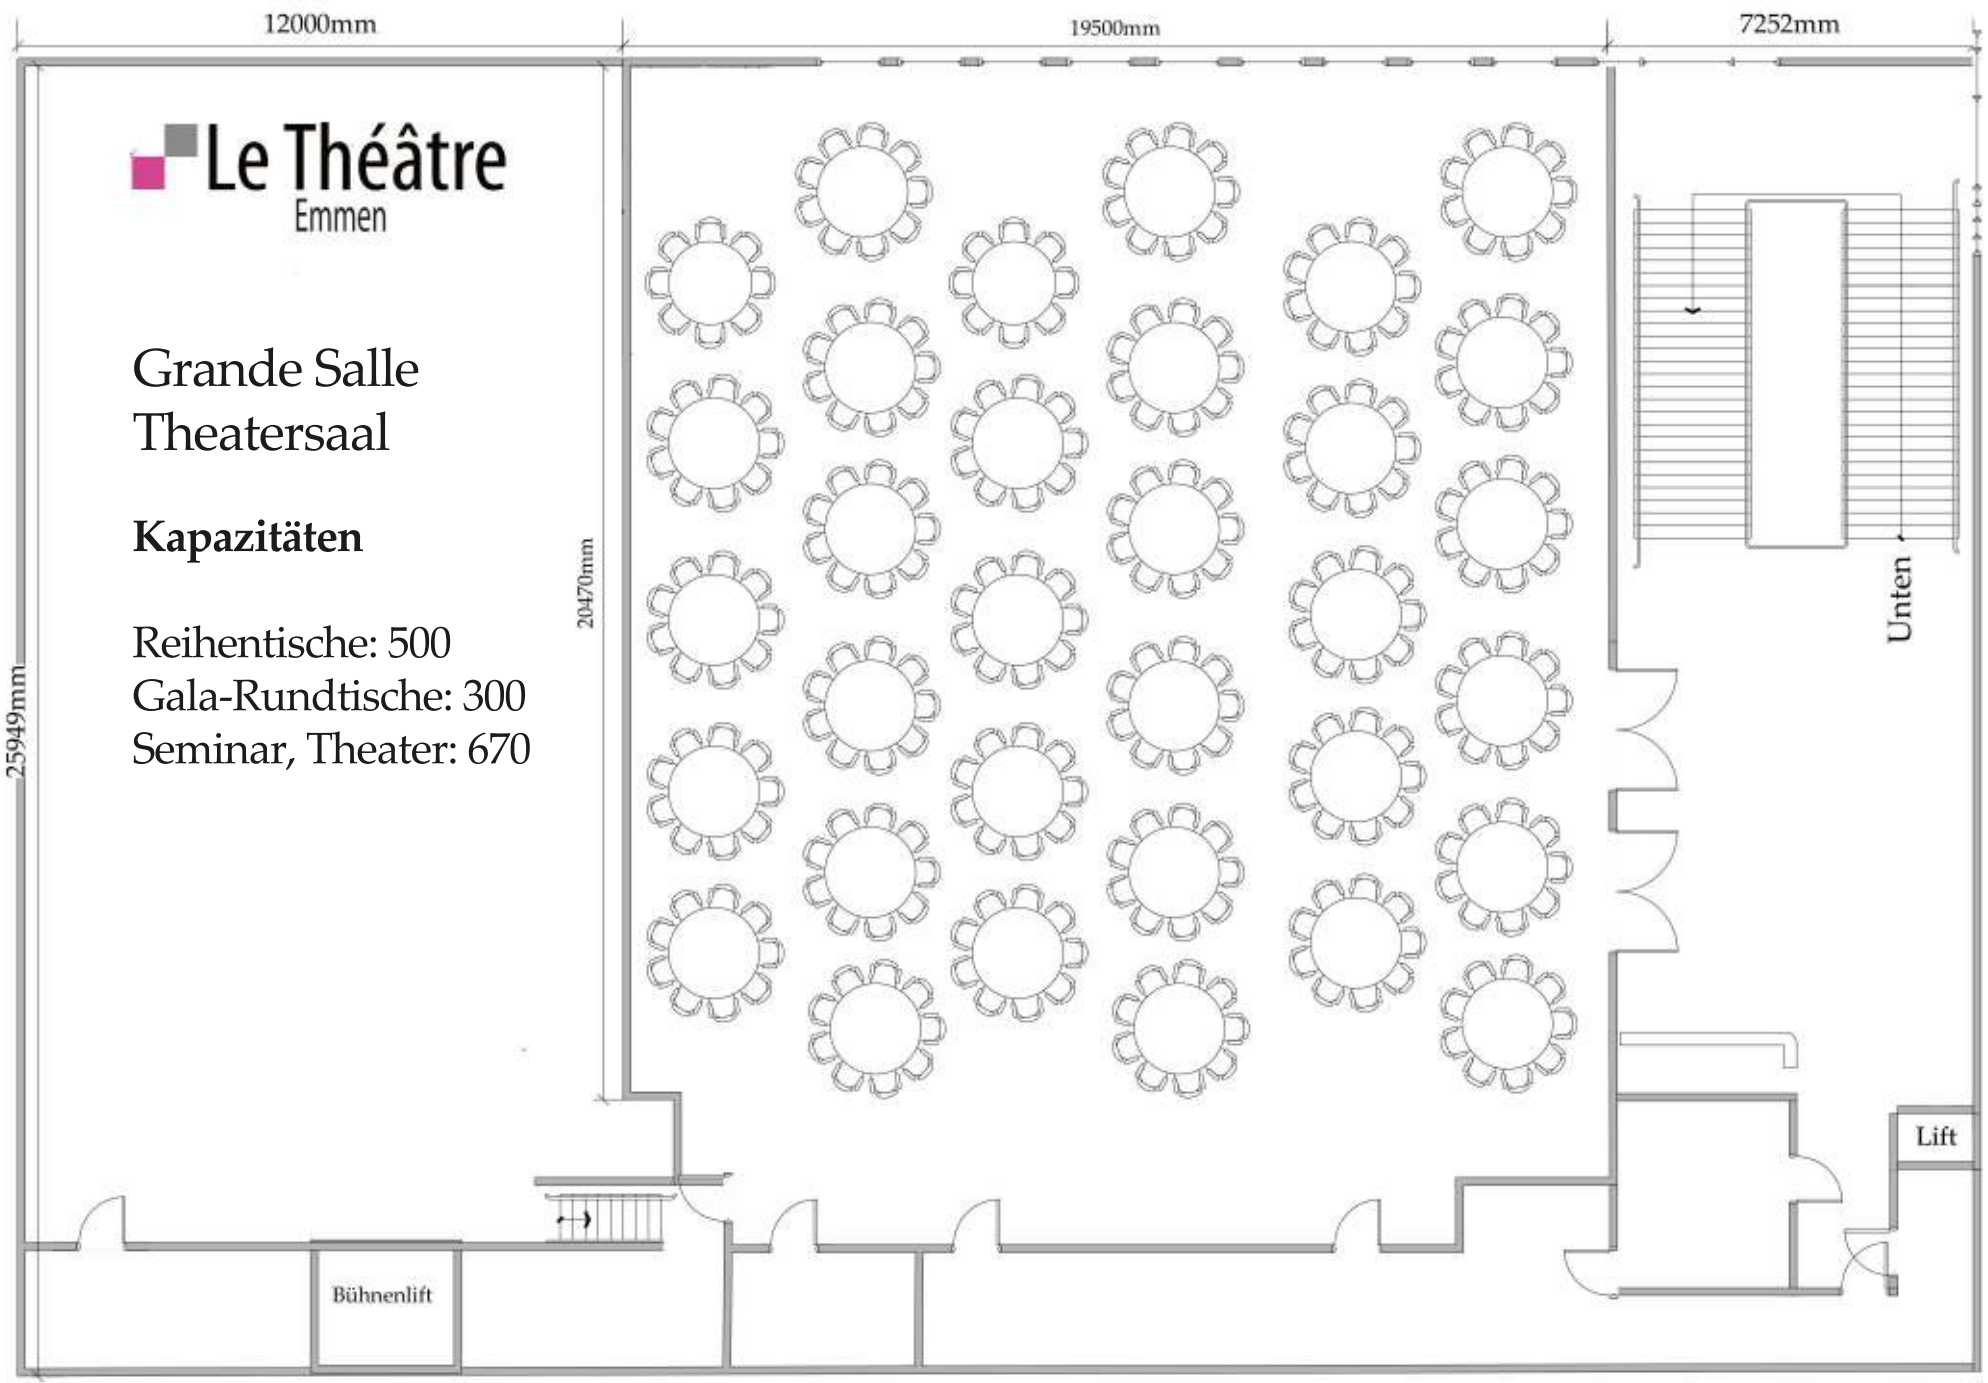 12000mm
19500mm
7252mm
Le Théâtre
Emmen
Grande Salle
Theatersaal
Kapazitäten
Reihentische: 500
Gala-Rundtische: 300
Seminar, Theater: 670
20470mm
25949mm
Unten
Lift
Bühnenlift